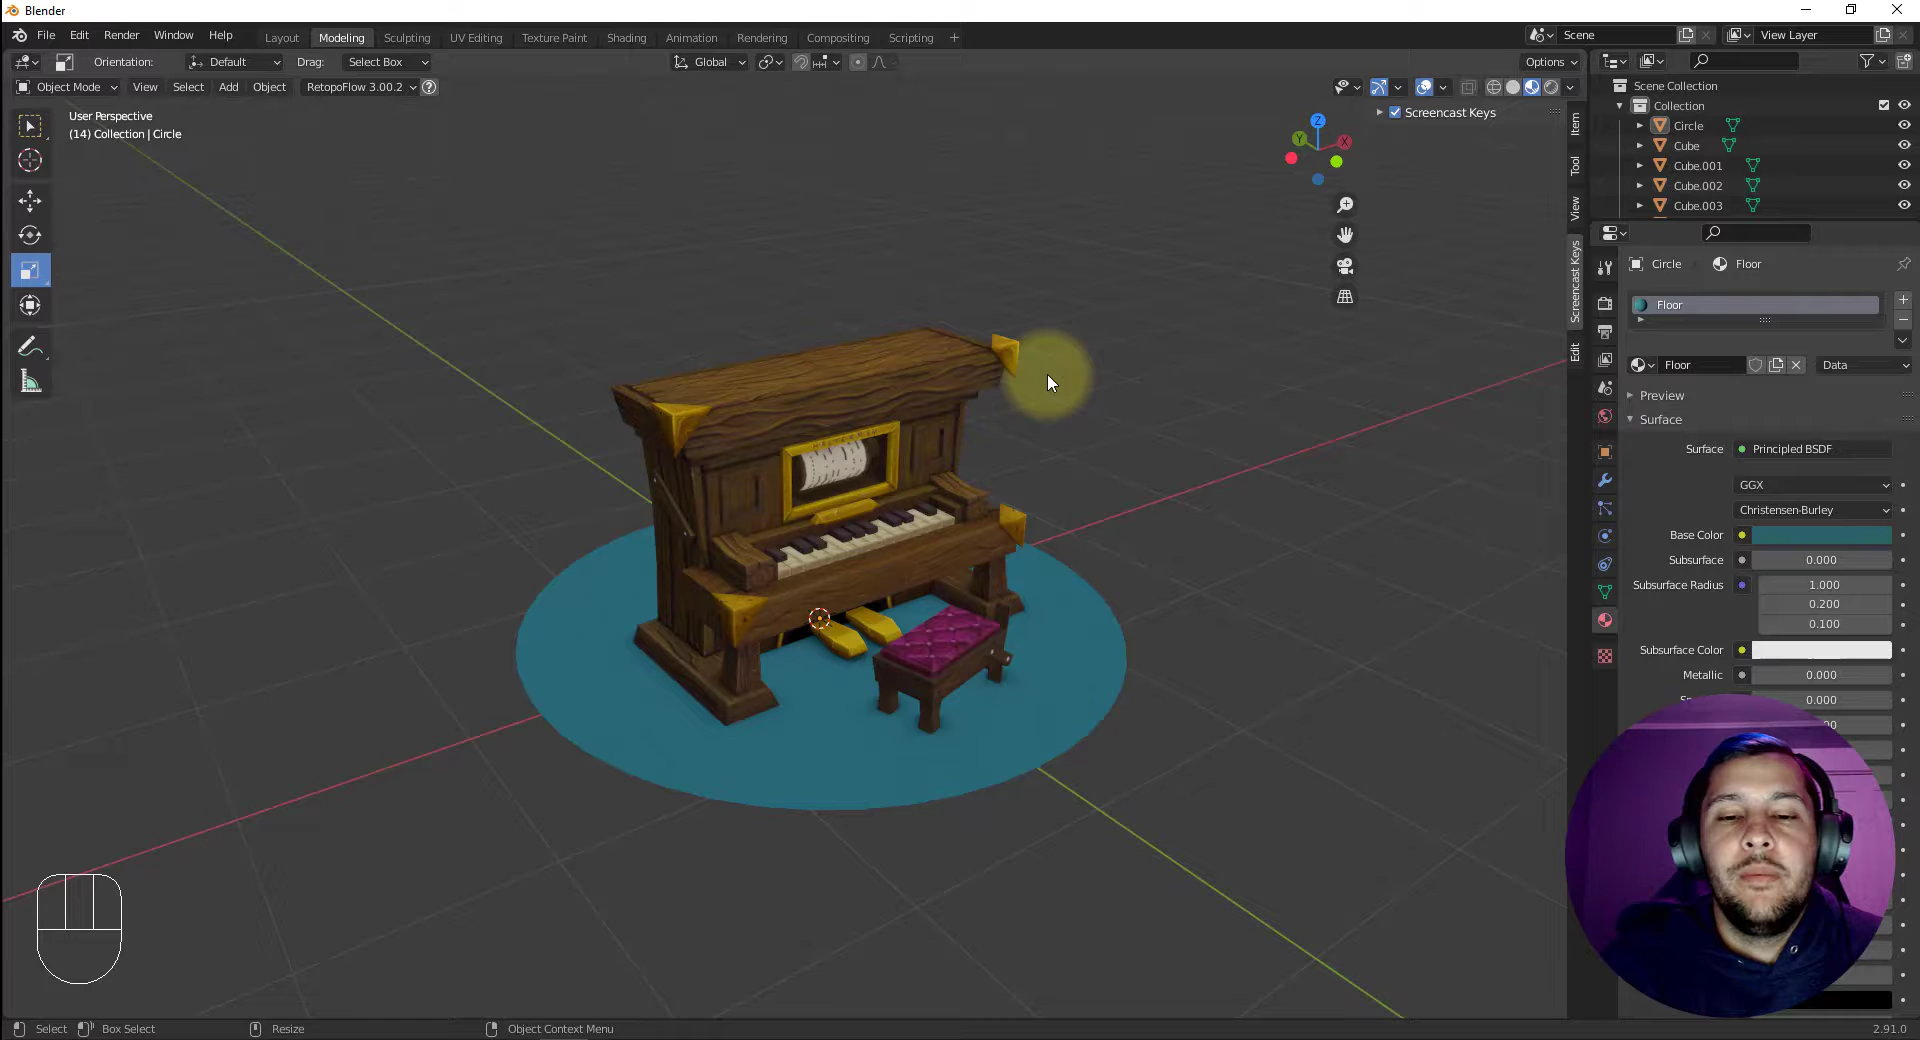 Blender
File Edit Render Window Help Layout Modeling Sculpting UV Editing Texture Paint Shading Animation Rendering Compositing Scripting + Scene View Layer
Orientation: Default Drag: Select Box Global Options
Object Mode View Select Add Object RetopoFlow 3.00.2 ?
User Perspective
(14) Collection | Circle
Screencast Keys
Z
Y
X
Item
Tool
View
Screencast Keys
Edit
Scene Collection
Collection
Circle
Cube
Cube.001
Cube.002
Cube.003
Circle Floor
Floor
Floor Data
Preview
Surface
Surface Principled BSDF
GGX
Christensen-Burley
Base Color
Subsurface 0.000
Subsurface Radius 1.000
0.200
0.100
Subsurface Color
Metallic 0.000
0.000
Select Box Select Resize Object Context Menu 2.91.0